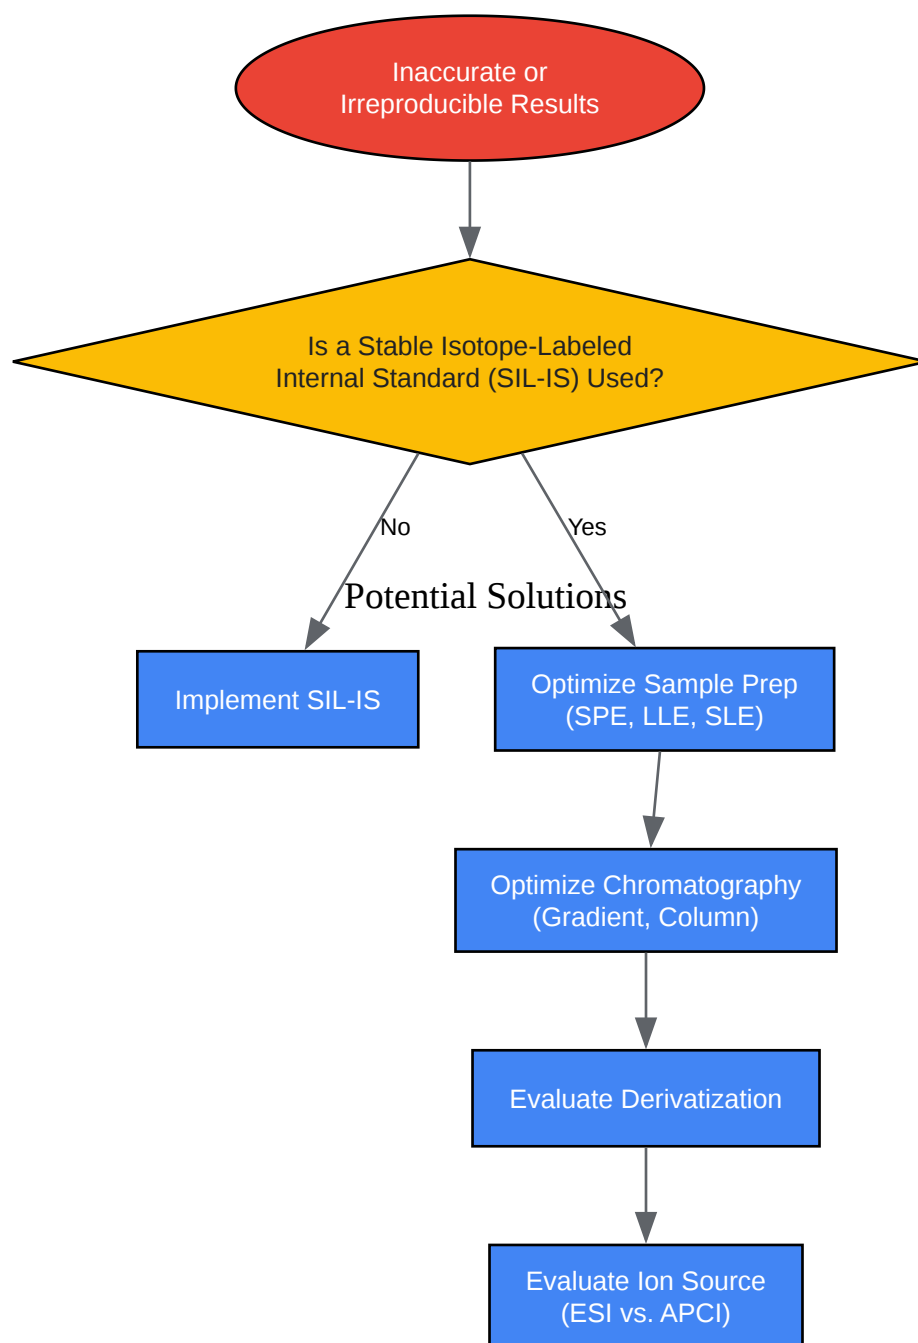 Inaccurate or
Irreproducible Results
Is a Stable Isotope-Labeled
Internal Standard (SIL-IS) Used?
No
Yes
Potential Solutions
Implement SIL-IS
Optimize Sample Prep
(SPE, LLE, SLE)
Optimize Chromatography
(Gradient, Column)
Evaluate Derivatization
Evaluate Ion Source
(ESI vs. APCI)